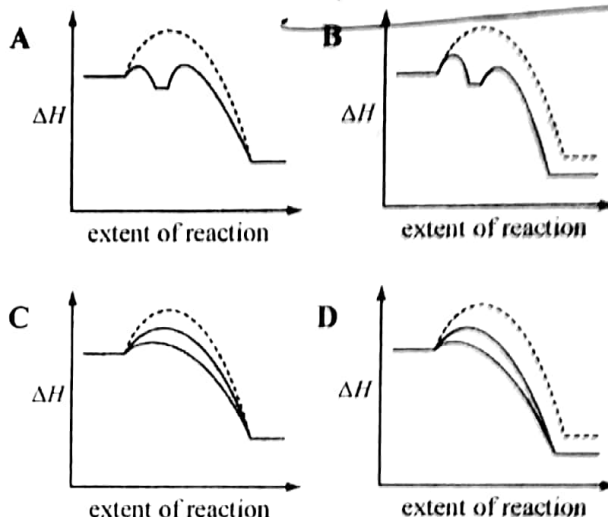 A
ΔH
extent of reaction
B
ΔH
extent of reaction
C
ΔH
extent of reaction
D
ΔH
extent of reaction